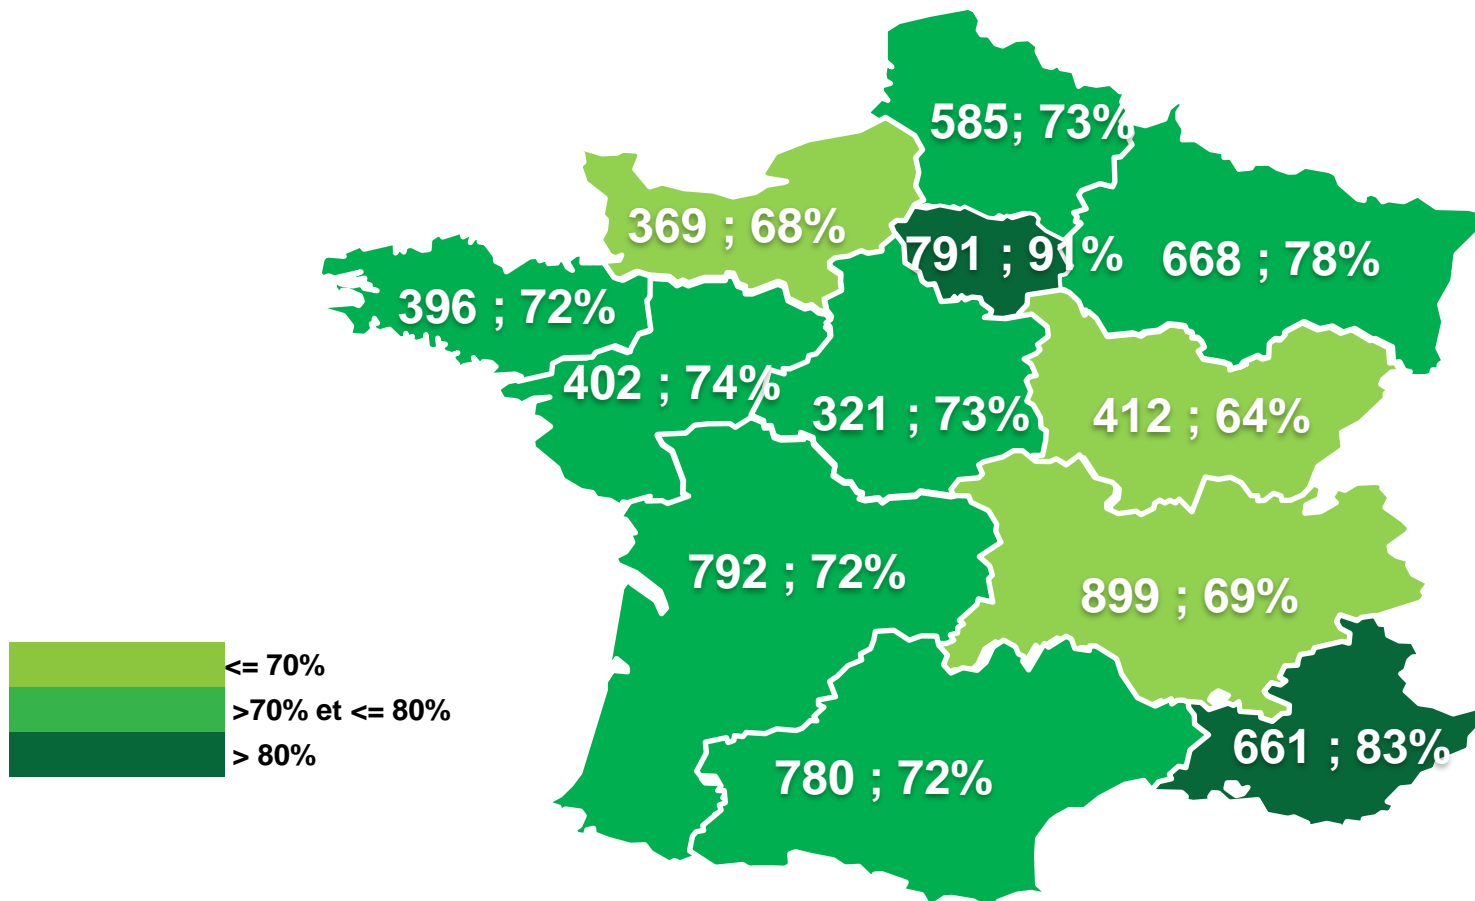 585; 73%
369 ; 68%
791 ; 91%
668 ; 78%
396 ; 72%
402 ; 74%
321 ; 73%
412 ; 64%
792 ; 72%
899 ; 69%
661 ; 83%
780 ; 72%
<= 70%
>70% et <= 80%
> 80%